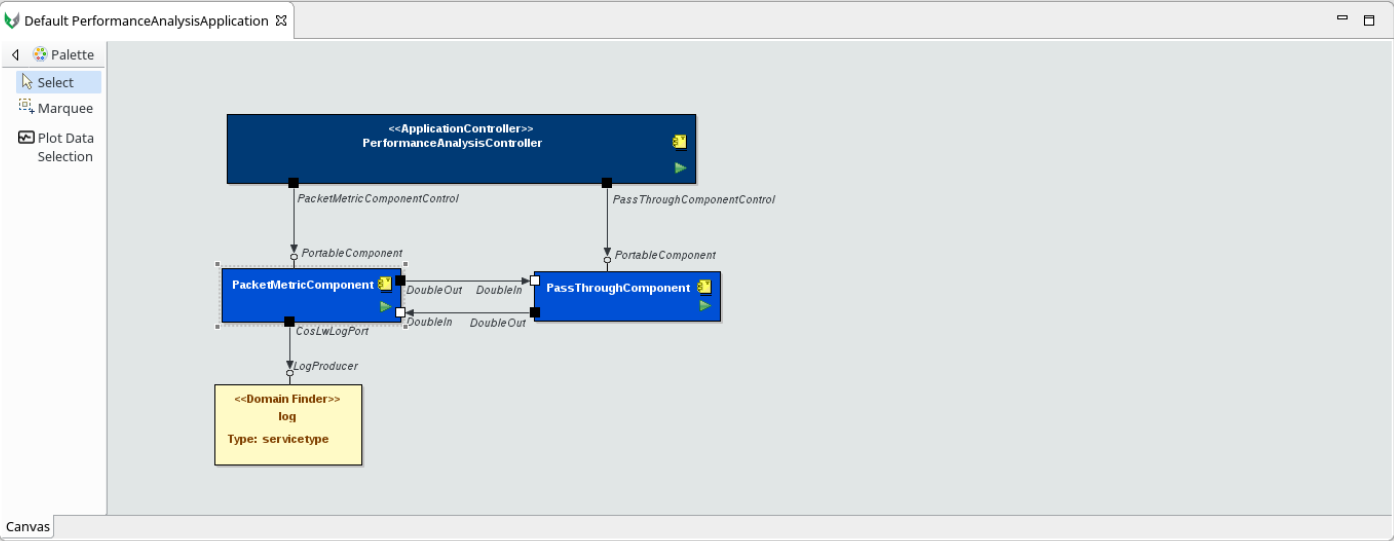 Default PerformanceAnalysisApplication
Palette
Select
Marquee
Plot Data
Selection
<<ApplicationController>>
PerformanceAnalysisController
PacketMetricComponentControl
PassThroughComponentControl
PortableComponent
PortableComponent
PacketMetricComponent
PassThroughComponent
DoubleOut
DoubleIn
DoubleIn
DoubleOut
CosLwLogPort
LogProducer
<<Domain Finder>>
log
Type: servicetype
Canvas